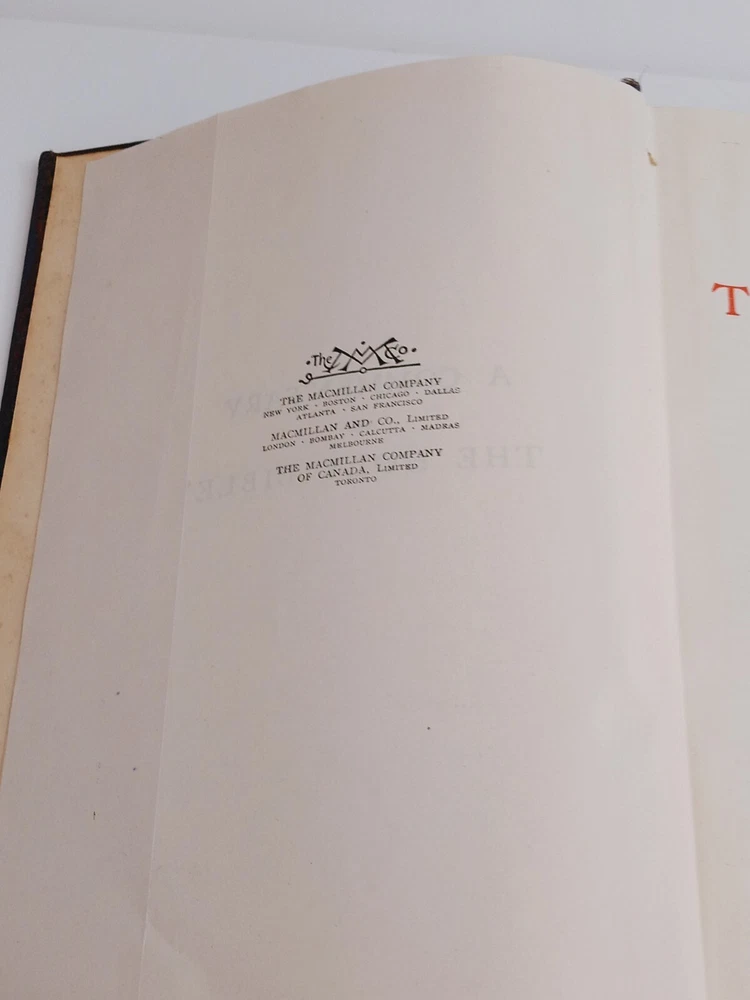 The M Co.
THE MACMILLAN COMPANY
NEW YORK · BOSTON · CHICAGO · DALLAS
ATLANTA · SAN FRANCISCO
MACMILLAN AND CO., LIMITED
LONDON · BOMBAY · CALCUTTA · MADRAS
MELBOURNE
THE MACMILLAN COMPANY
OF CANADA, LIMITED
TORONTO
T